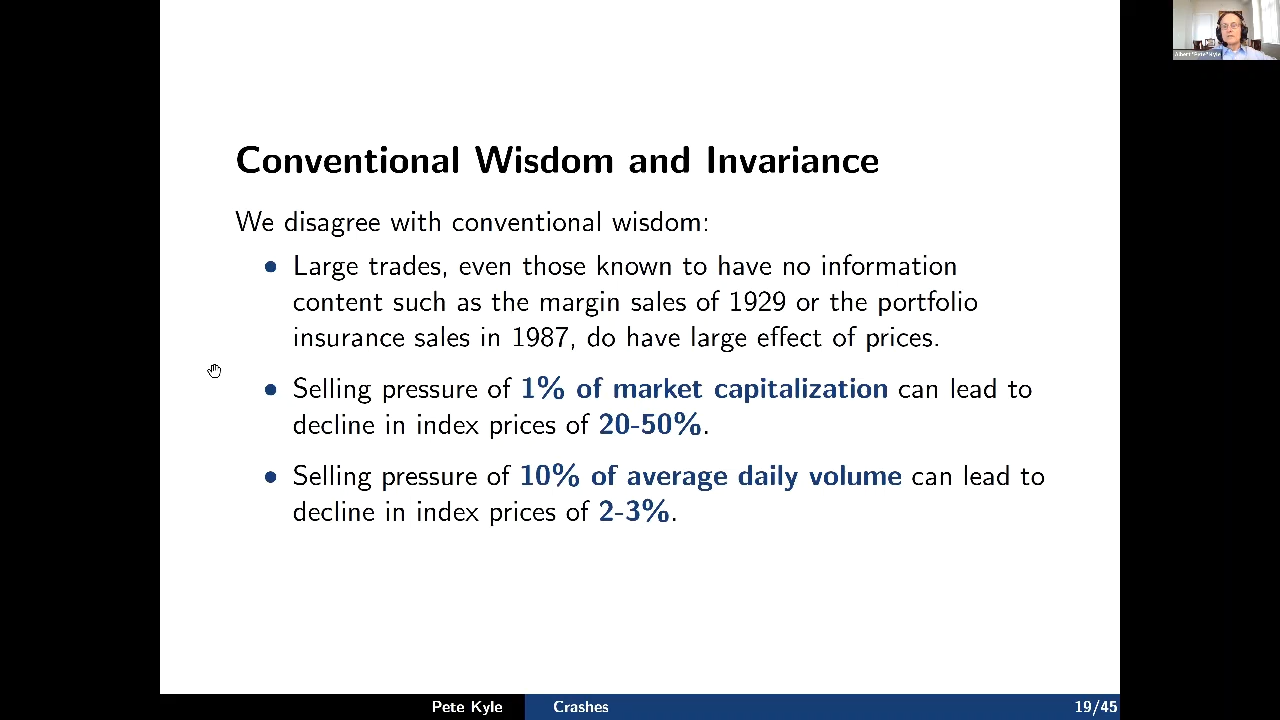 Albert "Pete" Kyle
Conventional Wisdom and Invariance
We disagree with conventional wisdom:
Large trades, even those known to have no information
content such as the margin sales of 1929 or the portfolio
insurance sales in 1987, do have large effect of prices.
Selling pressure of 1% of market capitalization can lead to
decline in index prices of 20-50%.
Selling pressure of 10% of average daily volume can lead to
decline in index prices of 2-3%.
Pete Kyle Crashes 19/45